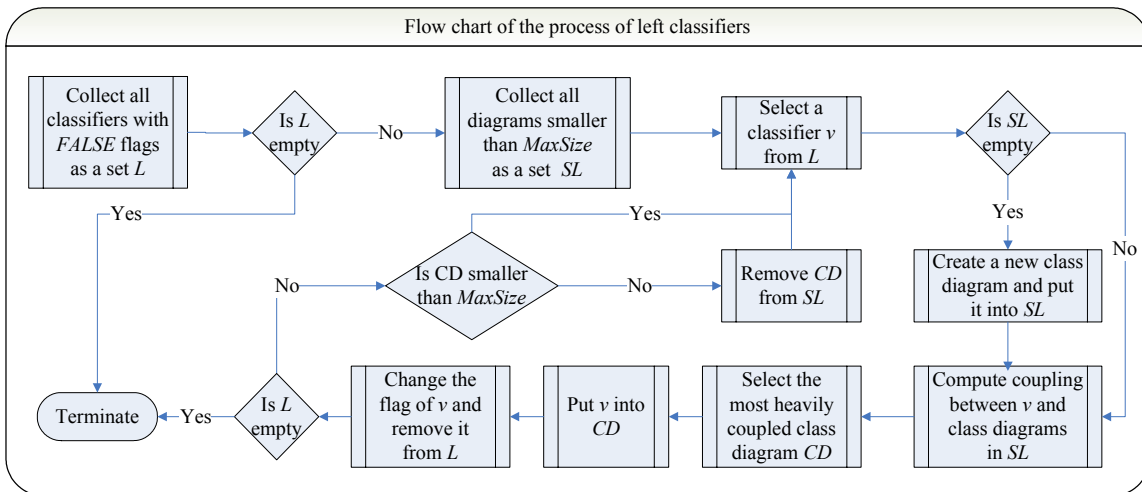 Flow chart of the process of left classifiers
Collect all
classifiers with
FALSE flags
as a set L
Is L
empty
No
Collect all
diagrams smaller
than MaxSize
as a set SL
Select a
classifier v
from L
Is SL
empty
Yes
Yes
Yes
No
Is CD smaller
than MaxSize
No
No
Remove CD
from SL
Create a new class
diagram and put
it into SL
Terminate
Yes
Is L
empty
Change the
flag of v and
remove it
from L
Put v into
CD
Select the
most heavily
coupled class
diagram CD
Compute coupling
between v and
class diagrams
in SL